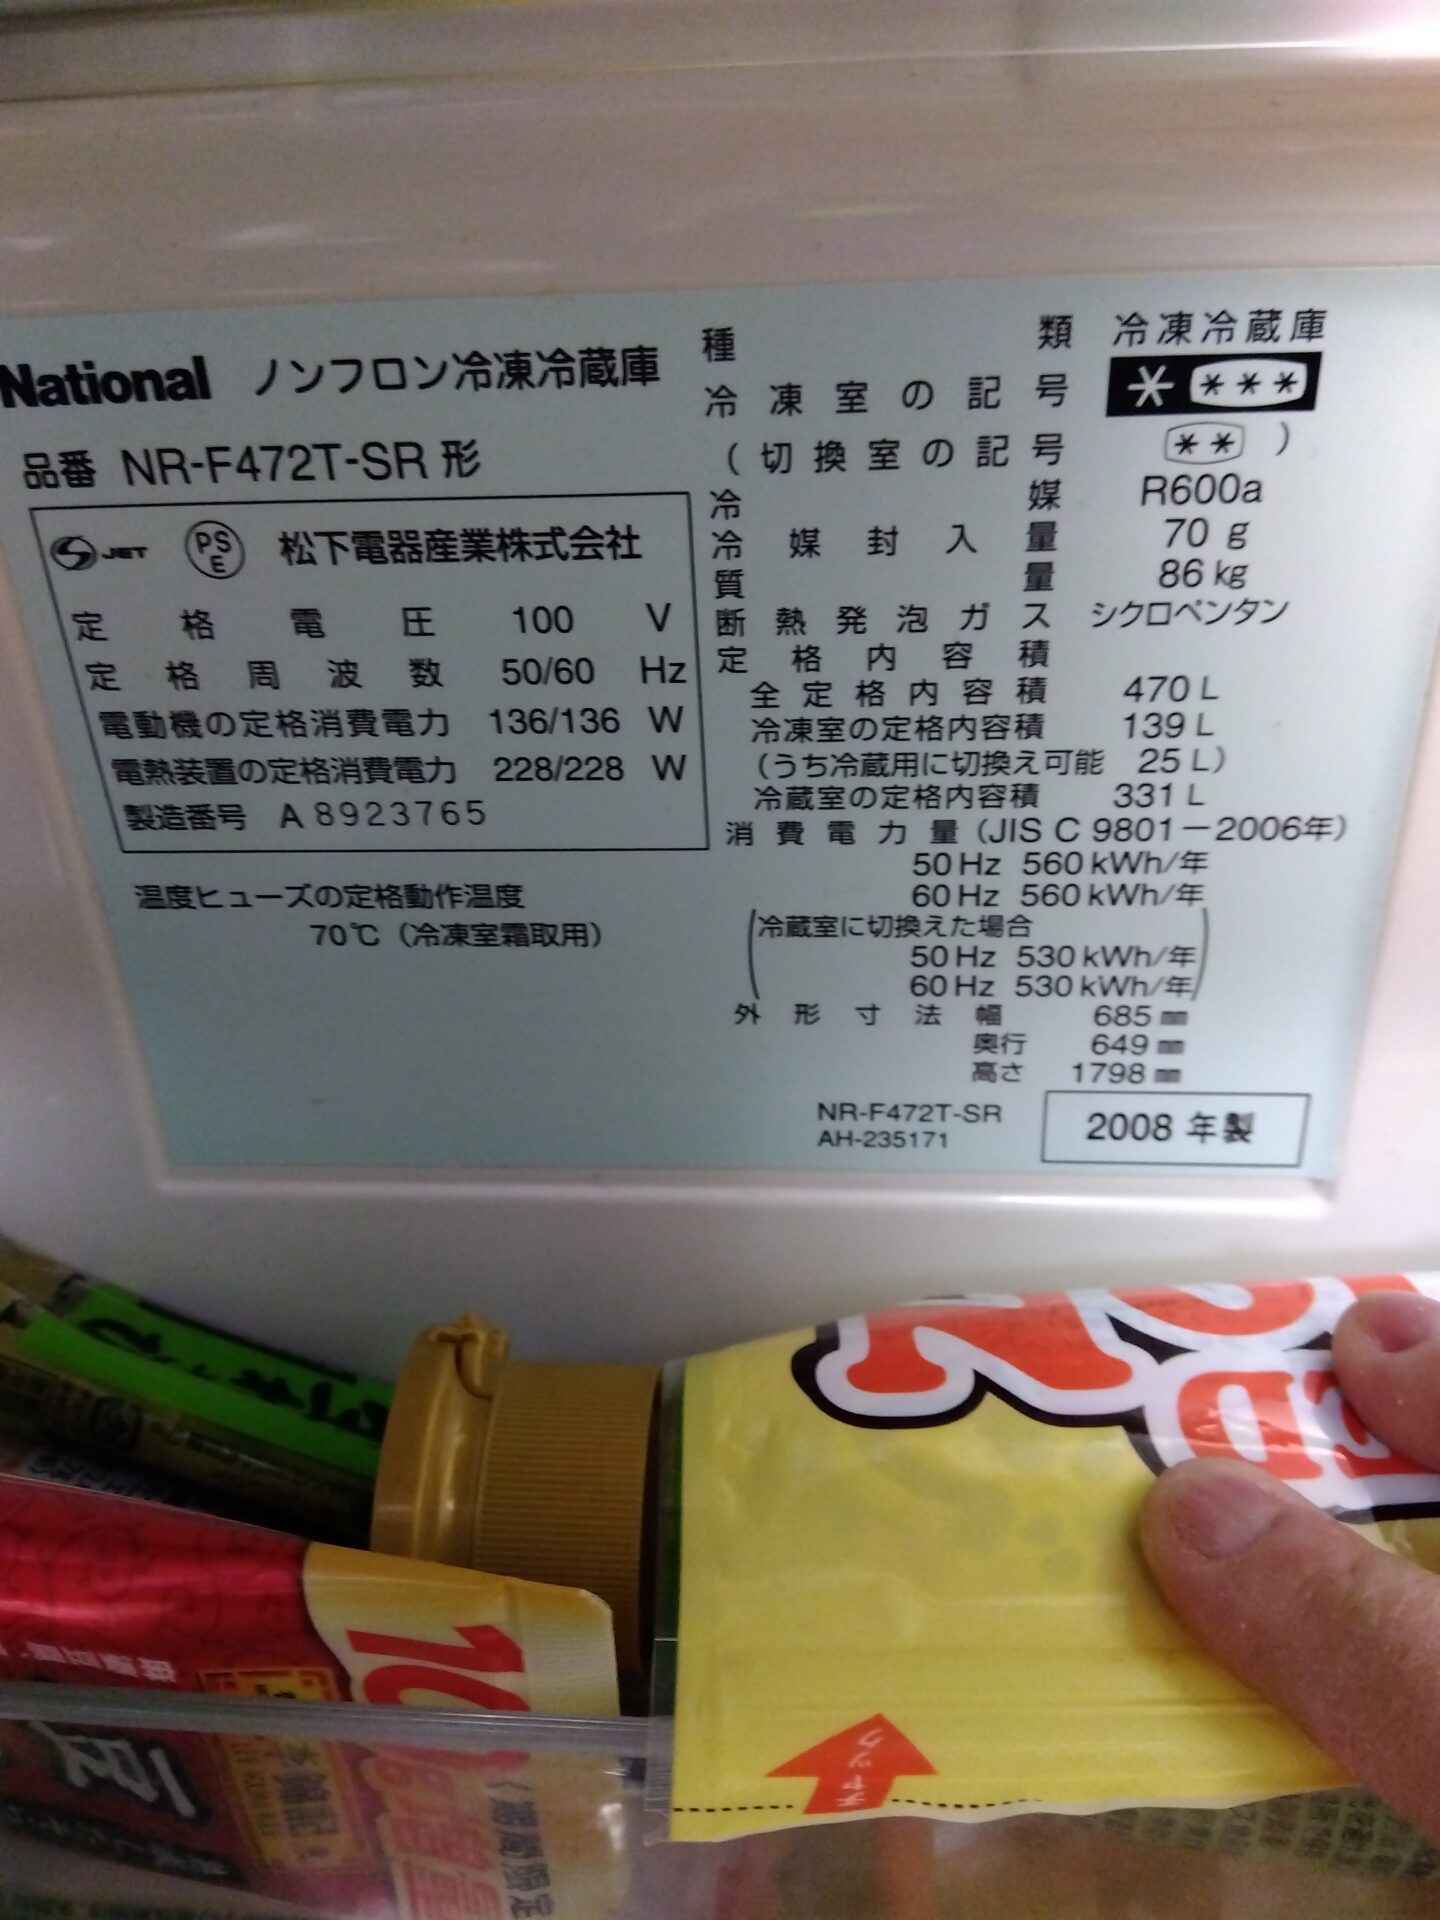 National ノンフロン冷凍冷蔵庫
品番 NR-F472T-SR 形
JET PSE 松下電器産業株式会社
定格電圧 100 V
定格周波数 50/60 Hz
電動機の定格消費電力 136/136 W
電熱装置の定格消費電力 228/228 W
製造番号 A8923765
温度ヒューズの定格動作温度
70℃（冷凍室霜取用）
種類 冷凍冷蔵庫
冷凍室の記号 * ***
（切換室の記号 **）
冷媒 R600a
冷媒封入量 70 g
質量 86 kg
断熱発泡ガス シクロペンタン
定格内容積
全定格内容積 470 L
冷凍室の定格内容積 139 L
（うち冷蔵用に切換え可能 25 L）
冷蔵室の定格内容積 331 L
消費電力量（JIS C 9801－2006年）
50 Hz 560 kWh/年
60 Hz 560 kWh/年
（冷蔵室に切換えた場合
50 Hz 530 kWh/年
60 Hz 530 kWh/年）
外形寸法 幅 685 mm
奥行 649 mm
高さ 1798 mm
NR-F472T-SR
AH-235171
2008 年製
チャック